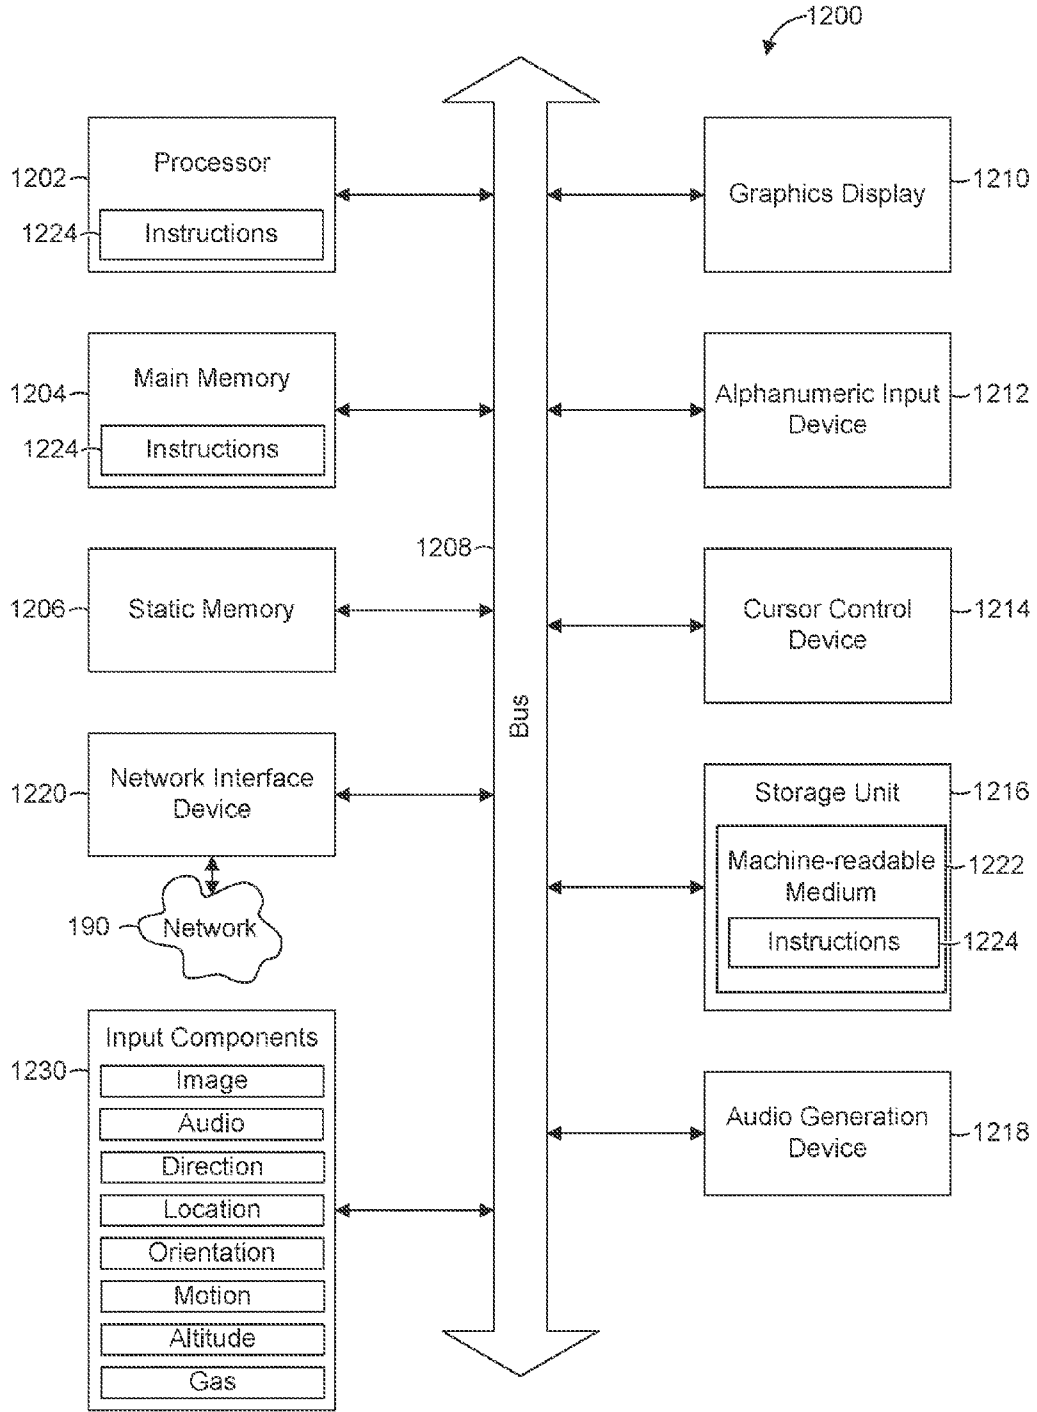 1200
Processor
1202
1224
Instructions
Main Memory
1204
1224
Instructions
1206
Static Memory
1220
Network Interface
Device
190
Network
Input Components
1230
Image
Audio
Direction
Location
Orientation
Motion
Altitude
Gas
1208
Bus
Graphics Display
1210
Alphanumeric Input
Device
1212
Cursor Control
Device
1214
Storage Unit
1216
Machine-readable
Medium
1222
Instructions
1224
Audio Generation
Device
1218